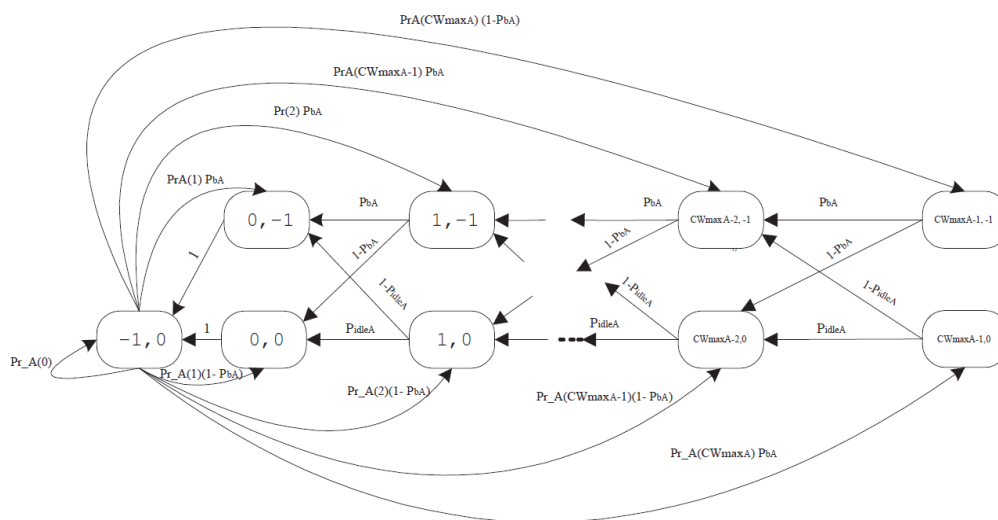 PrA(CWmaxA) (1-PbA)
PrA(CWmaxA-1) PbA
Pr(2) PbA
PrA(1) PbA
0,-1
PbA
1,-1
PbA
CWmaxA-2, -1
PbA
CWmaxA-1, -1
1
1-PbA
1-PidleA
1-PbA
1-PidleA
1-PbA
1-PidleA
-1,0
1
0,0
PidleA
1,0
PidleA
CWmaxA-2,0
PidleA
CWmaxA-1,0
Pr_A(0)
Pr_A(1)(1- PbA)
Pr_A(2)(1- PbA)
Pr_A(CWmaxA-1)(1- PbA)
Pr_A(CWmaxA) PbA